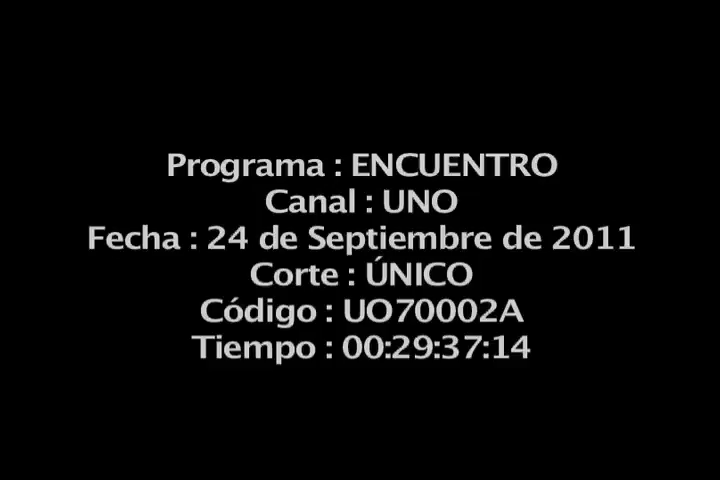 Programa : ENCUENTRO
Canal : UNO
Fecha : 24 de Septiembre de 2011
Corte : ÚNICO
Código : UO70002A
Tiempo : 00:29:37:14